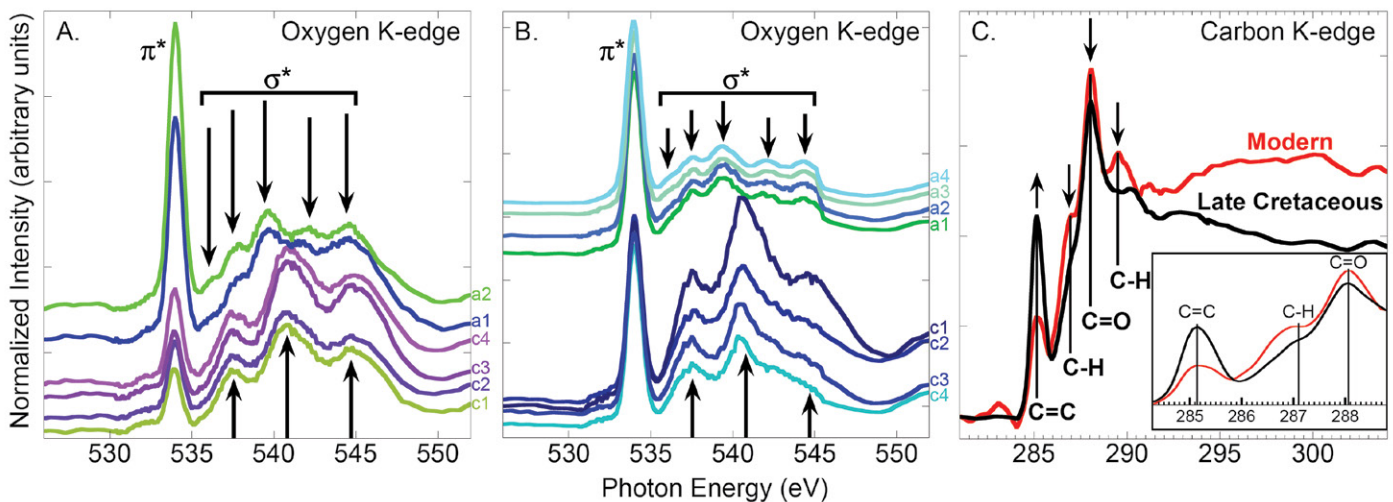 Normalized Intensity (arbitrary units)
A.
Oxygen K-edge
π*
σ*
a2
a1
c4
c3
c2
c1
530 535 540 545 550
B.
Oxygen K-edge
π*
σ*
a4
a3
a2
a1
c1
c2
c3
c4
530 535 540 545 550
C.
Carbon K-edge
Modern
Late Cretaceous
C-H
C=O
C-H
C=C
C=O
C=C
C-H
285 286 287 288
285 290 295 300
Photon Energy (eV)